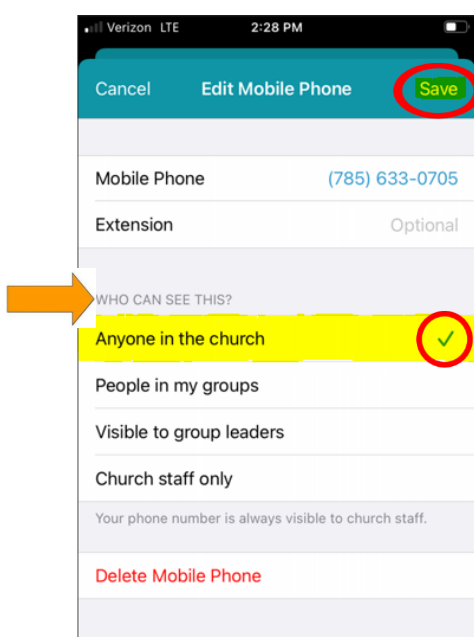 Verizon LTE 2:28 PM
Cancel Edit Mobile Phone Save
Mobile Phone (785) 633-0705
Extension Optional
WHO CAN SEE THIS?
Anyone in the church
People in my groups
Visible to group leaders
Church staff only
Your phone number is always visible to church staff.
Delete Mobile Phone